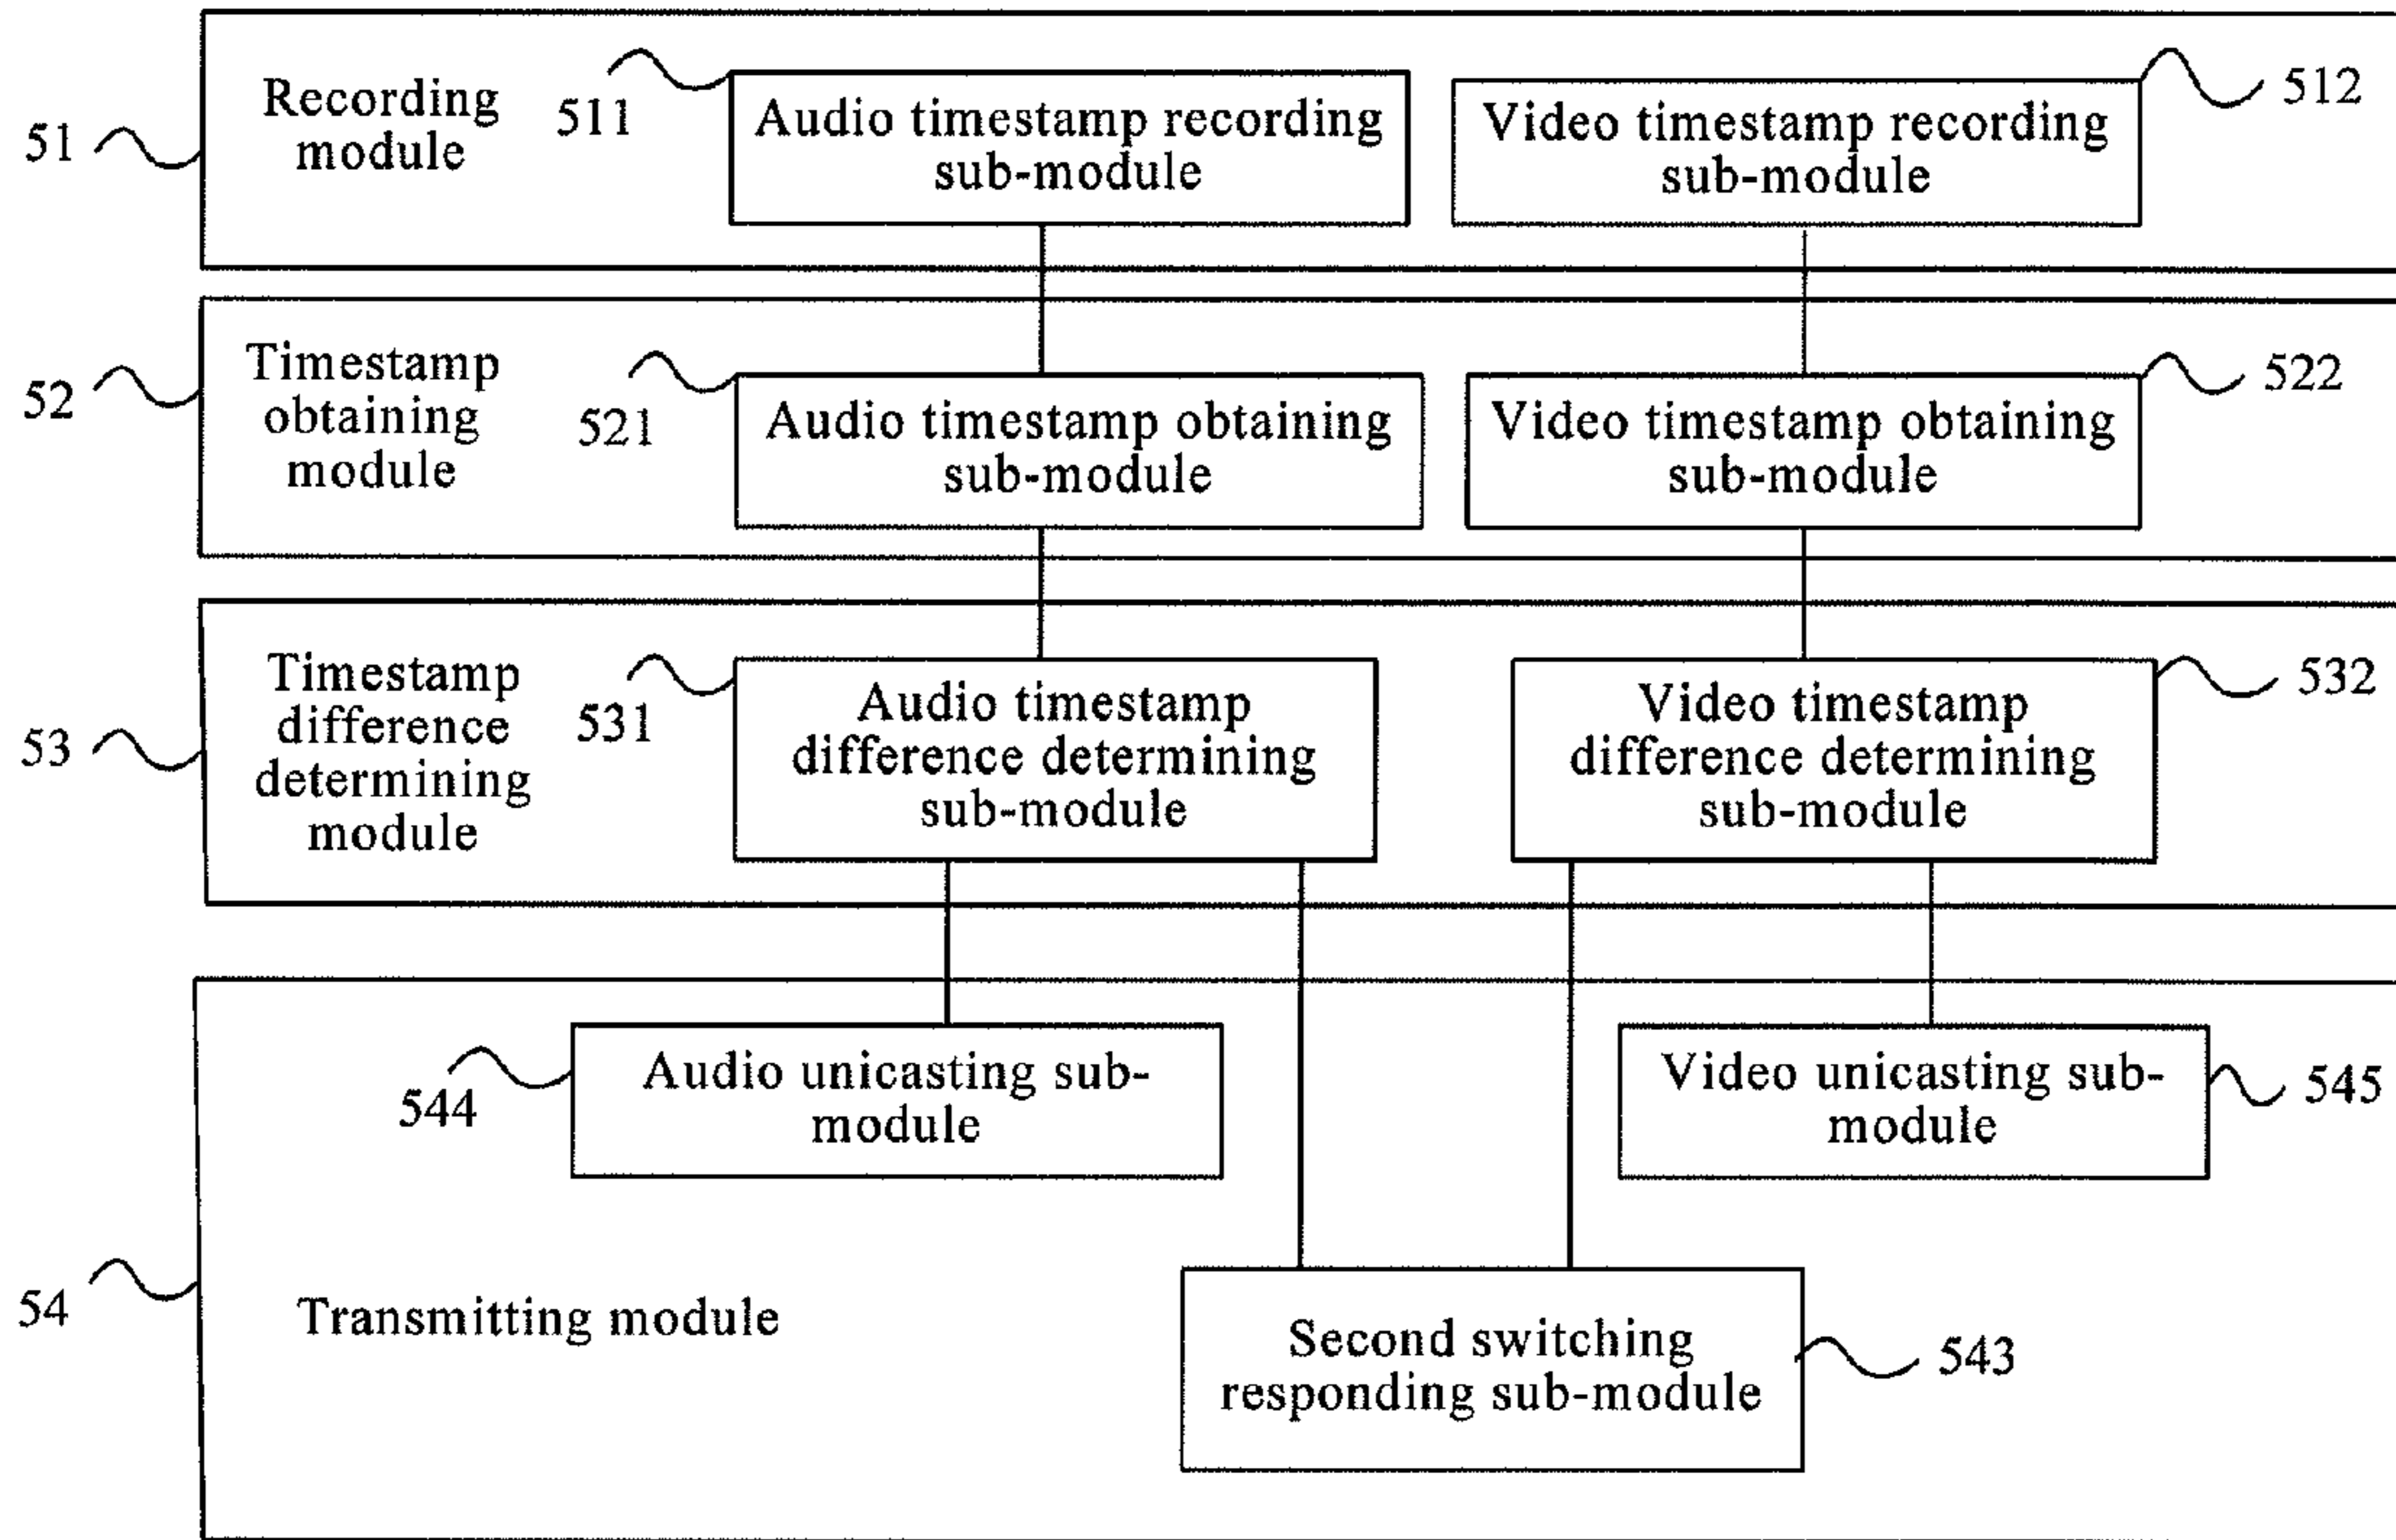 51
Recording
module
511
Audio timestamp recording
sub-module
Video timestamp recording
sub-module
512
52
Timestamp
obtaining
module
521
Audio timestamp obtaining
sub-module
Video timestamp obtaining
sub-module
522
53
Timestamp
difference
determining
module
531
Audio timestamp
difference determining
sub-module
Video timestamp
difference determining
sub-module
532
544
Audio unicasting sub-
module
Video unicasting sub-
module
545
54
Transmitting module
Second switching
responding sub-module
543